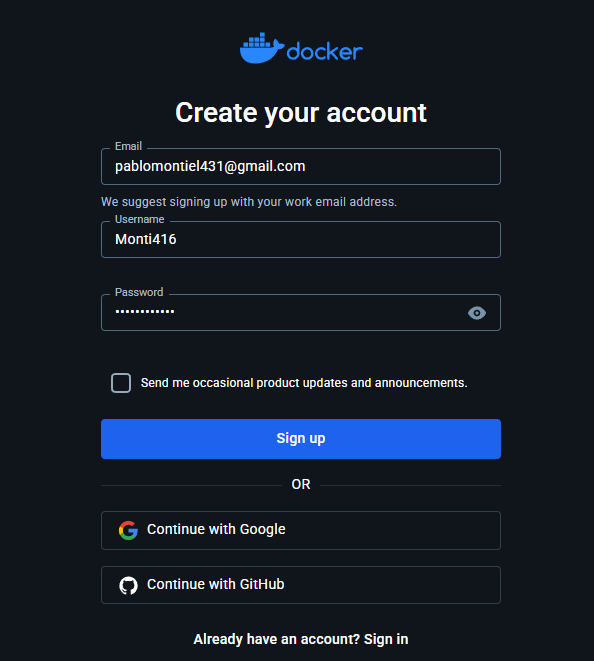 docker
Create your account
Email
pablomontiel431@gmail.com
We suggest signing up with your work email address.
Username
Monti416
Password
••••••••••••
Send me occasional product updates and announcements.
Sign up
OR
Continue with Google
Continue with GitHub
Already have an account? Sign in